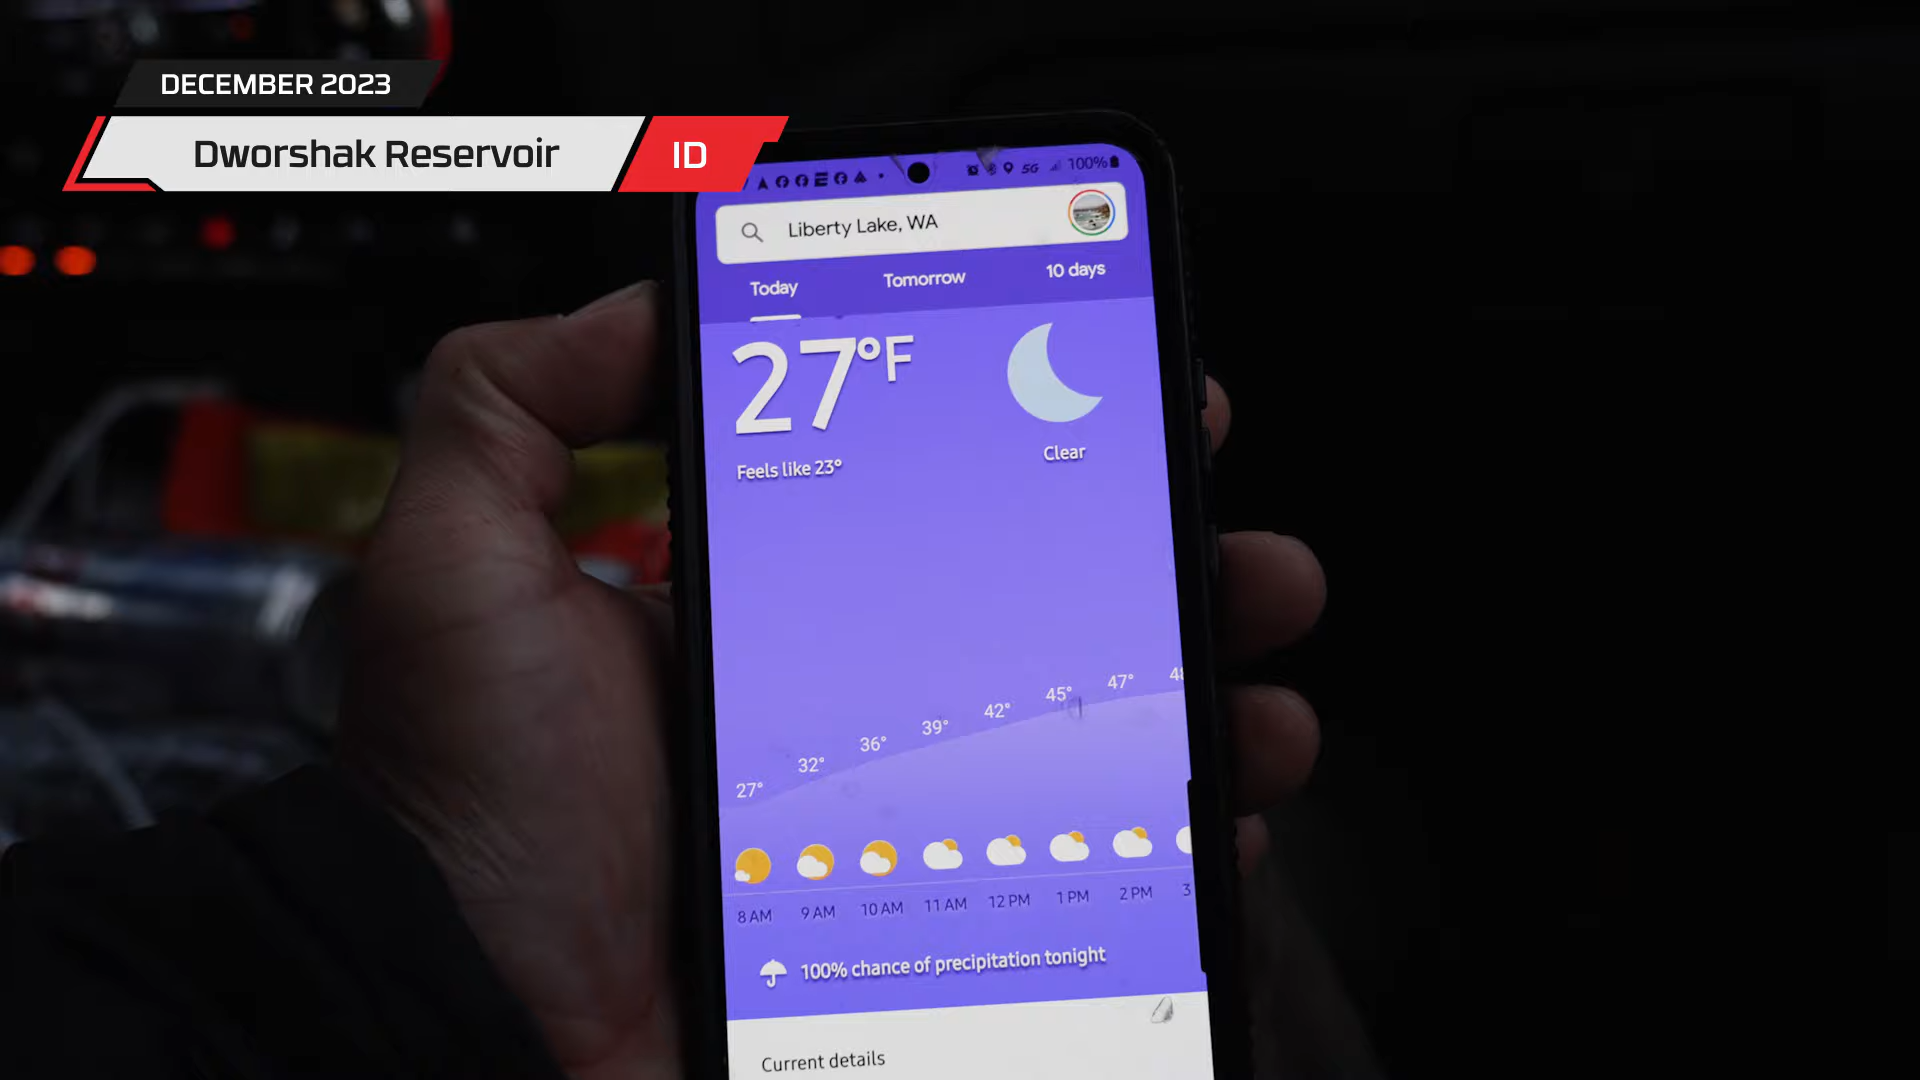 DECEMBER 2023
Dworshak Reservoir
ID
5G 100%
Liberty Lake, WA
Today Tomorrow 10 days
27°F
Feels like 23°
Clear
27° 32° 36° 39° 42° 45° 47° 48
8 AM 9 AM 10 AM 11 AM 12 PM 1 PM 2 PM 3
100% chance of precipitation tonight
Current details